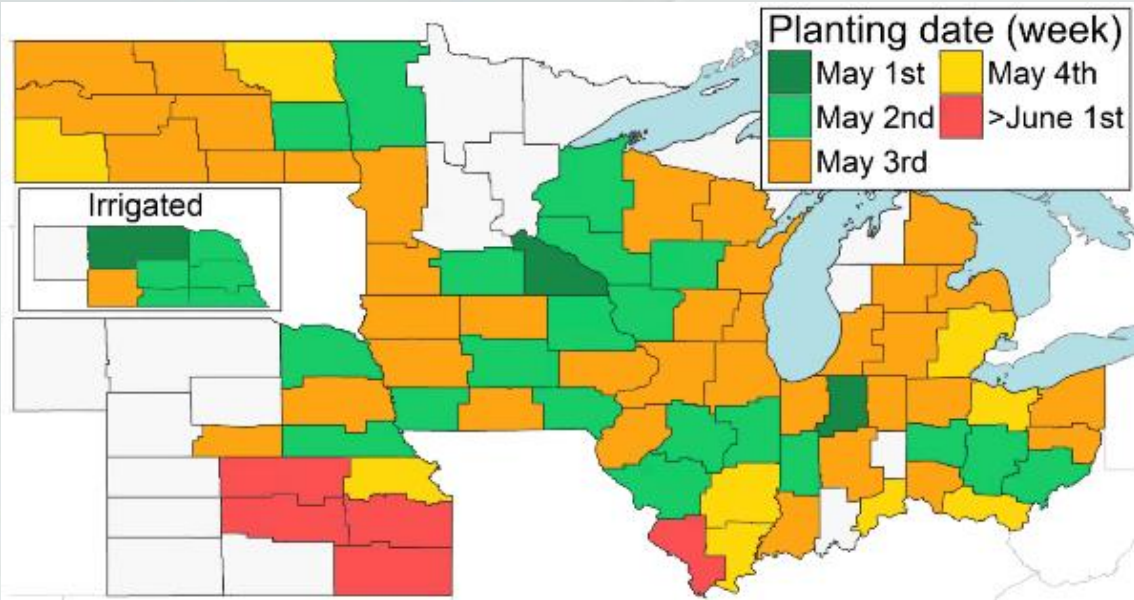 Planting date (week)
May 1st
May 4th
May 2nd
>June 1st
May 3rd
Irrigated